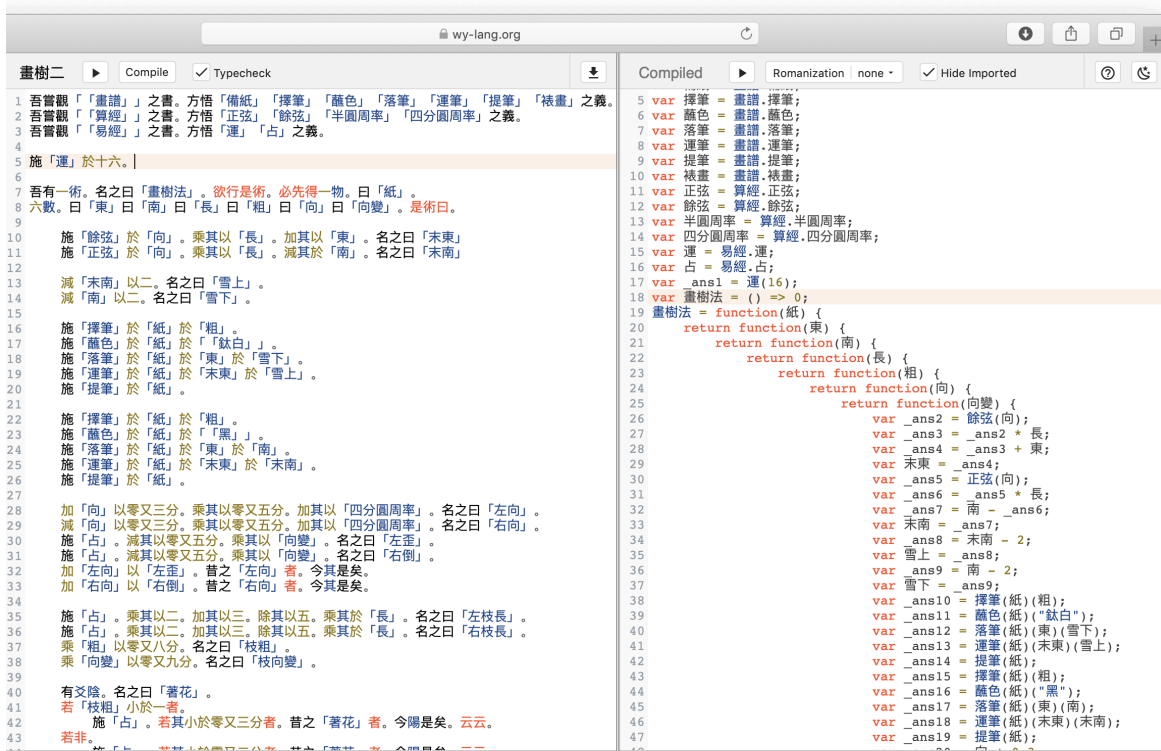 wy-lang.org
畫樹二 Compile Typecheck
1 吾嘗觀「「畫譜」」之書。方悟「備紙」「擇筆」「蘸色」「落筆」「運筆」「提筆」「裱畫」之義。
2 吾嘗觀「「算經」」之書。方悟「正弦」「餘弦」「半圓周率」「四分圓周率」之義。
3 吾嘗觀「「易經」」之書。方悟「運」「占」之義。
4
5 施「運」於十六。
6
7 吾有一術。名之曰「畫樹法」。欲行是術。必先得一物。曰「紙」。
8 六數。曰「東」曰「南」曰「長」曰「粗」曰「向」曰「向變」。是術曰。
9
10 施「餘弦」於「向」。乘其以「長」。加其以「東」。名之曰「末東」
11 施「正弦」於「向」。乘其以「長」。減其於「南」。名之曰「末南」
12
13 減「末南」以二。名之曰「雪上」。
14 減「南」以二。名之曰「雪下」。
15
16 施「擇筆」於「紙」於「粗」。
17 施「蘸色」於「紙」於「「鈦白」」。
18 施「落筆」於「紙」於「東」於「雪下」。
19 施「運筆」於「紙」於「末東」於「雪上」。
20 施「提筆」於「紙」。
21
22 施「擇筆」於「紙」於「粗」。
23 施「蘸色」於「紙」於「「黑」」。
24 施「落筆」於「紙」於「東」於「南」。
25 施「運筆」於「紙」於「末東」於「末南」。
26 施「提筆」於「紙」。
27
28 加「向」以零又三分。乘其以零又五分。加其以「四分圓周率」。名之曰「左向」。
29 減「向」以零又三分。乘其以零又五分。加其以「四分圓周率」。名之曰「右向」。
30 施「占」。減其以零又五分。乘其以「向變」。名之曰「左歪」。
31 施「占」。減其以零又五分。乘其以「向變」。名之曰「右倒」。
32 加「左向」以「左歪」。昔之「左向」者。今其是矣。
33 加「右向」以「右倒」。昔之「右向」者。今其是矣。
34
35 施「占」。乘其以二。加其以三。除其以五。乘其於「長」。名之曰「左枝長」。
36 施「占」。乘其以二。加其以三。除其以五。乘其於「長」。名之曰「右枝長」。
37 乘「粗」以零又八分。名之曰「枝粗」。
38 乘「向變」以零又九分。名之曰「枝向變」。
39
40 有爻陰。名之曰「著花」。
41 若「枝粗」小於一者。
42 施「占」。若其小於零又三分者。昔之「著花」者。今陽是矣。云云。
43 若非。
Compiled Romanization none Hide Imported
5 var 擇筆 = 畫譜.擇筆;
6 var 蘸色 = 畫譜.蘸色;
7 var 落筆 = 畫譜.落筆;
8 var 運筆 = 畫譜.運筆;
9 var 提筆 = 畫譜.提筆;
10 var 裱畫 = 畫譜.裱畫;
11 var 正弦 = 算經.正弦;
12 var 餘弦 = 算經.餘弦;
13 var 半圓周率 = 算經.半圓周率;
14 var 四分圓周率 = 算經.四分圓周率;
15 var 運 = 易經.運;
16 var 占 = 易經.占;
17 var _ans1 = 運(16);
18 var 畫樹法 = () => 0;
19 畫樹法 = function(紙) {
20 return function(東) {
21 return function(南) {
22 return function(長) {
23 return function(粗) {
24 return function(向) {
25 return function(向變) {
26 var _ans2 = 餘弦(向);
27 var _ans3 = _ans2 * 長;
28 var _ans4 = _ans3 + 東;
29 var 末東 = _ans4;
30 var _ans5 = 正弦(向);
31 var _ans6 = _ans5 * 長;
32 var _ans7 = 南 - _ans6;
33 var 末南 = _ans7;
34 var _ans8 = 末南 - 2;
35 var 雪上 = _ans8;
36 var _ans9 = 南 - 2;
37 var 雪下 = _ans9;
38 var _ans10 = 擇筆(紙)(粗);
39 var _ans11 = 蘸色(紙)("鈦白");
40 var _ans12 = 落筆(紙)(東)(雪下);
41 var _ans13 = 運筆(紙)(末東)(雪上);
42 var _ans14 = 提筆(紙);
43 var _ans15 = 擇筆(紙)(粗);
44 var _ans16 = 蘸色(紙)("黑");
45 var _ans17 = 落筆(紙)(東)(南);
46 var _ans18 = 運筆(紙)(末東)(末南);
47 var _ans19 = 提筆(紙);